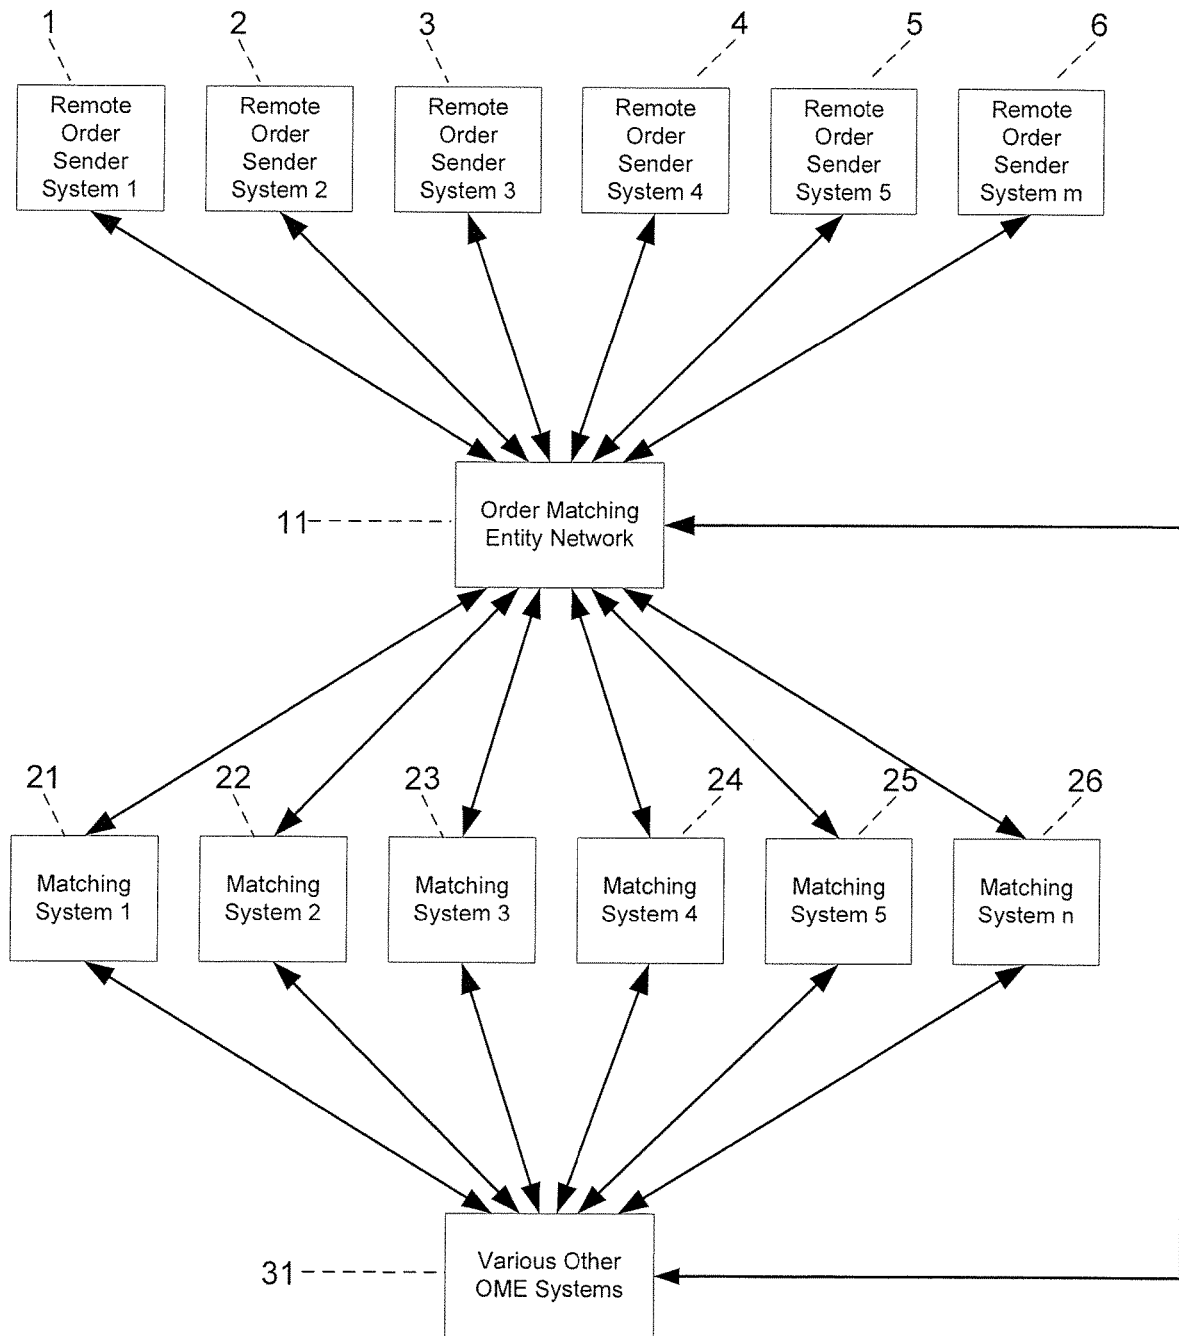 1 2 3 4 5 6
Remote
Order
Sender
System 1
Remote
Order
Sender
System 2
Remote
Order
Sender
System 3
Remote
Order
Sender
System 4
Remote
Order
Sender
System 5
Remote
Order
Sender
System m
11
Order Matching
Entity Network
21 22 23 24 25 26
Matching
System 1
Matching
System 2
Matching
System 3
Matching
System 4
Matching
System 5
Matching
System n
31
Various Other
OME Systems